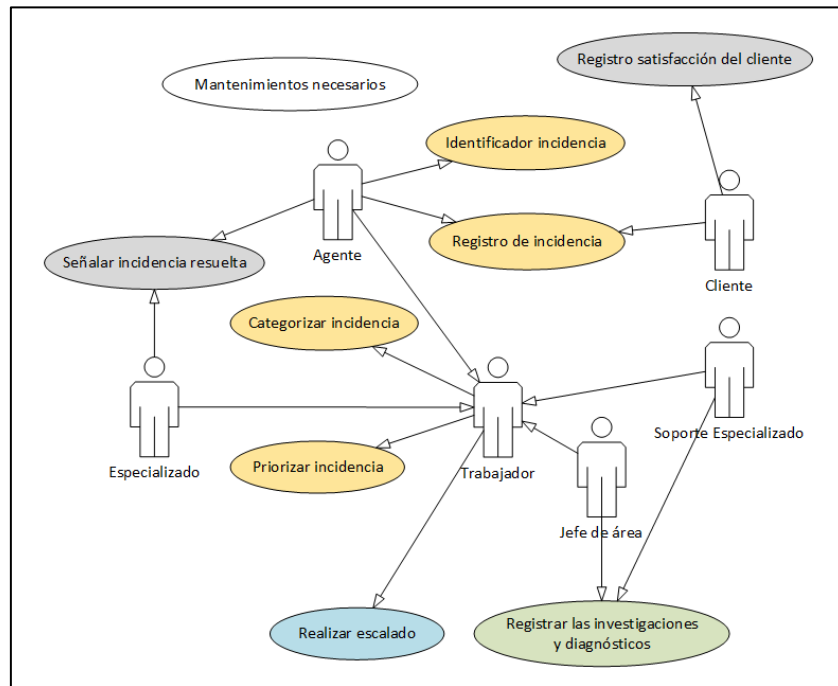 Registro satisfacción del cliente
Mantenimientos necesarios
Identificador incidencia
Registro de incidencia
Agente
Señalar incidencia resuelta
Cliente
Categorizar incidencia
Soporte Especializado
Especializado
Priorizar incidencia
Trabajador
Jefe de área
Realizar escalado
Registrar las investigaciones
y diagnósticos